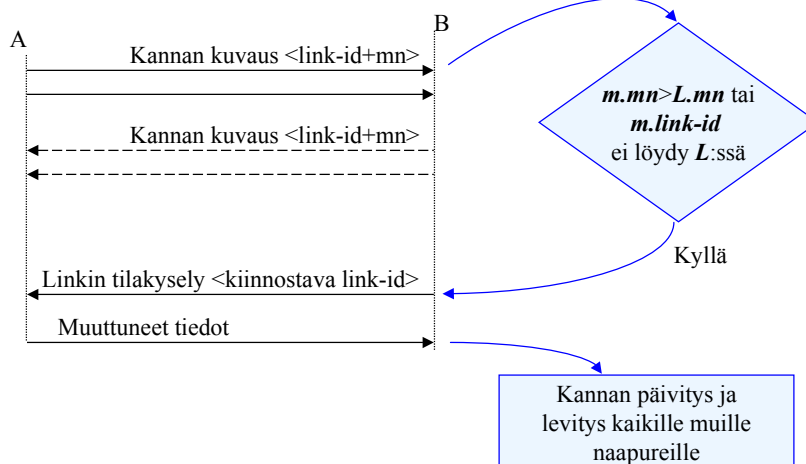 A
B
Kannan kuvaus <link-id+mn>
m.mn>L.mn tai
m.link-id
ei löydy L:ssä
Kannan kuvaus <link-id+mn>
Kyllä
Linkin tilakysely <kiinnostava link-id>
Muuttuneet tiedot
Kannan päivitys ja
levitys kaikille muille
naapureille